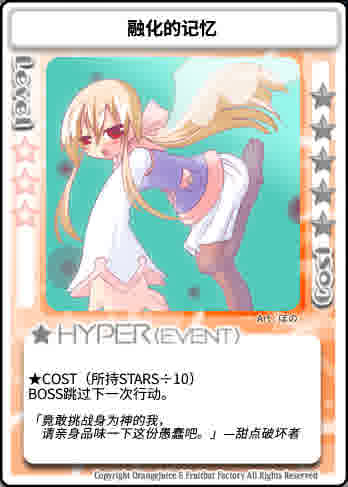 融化的记忆
Level
Cost
Art: ぽの
HYPER(EVENT)
★COST（所持STARS÷10）
BOSS跳过下一次行动。
「竟敢挑战身为神的我，
请亲身品味一下这份愚蠢吧。」—甜点破坏者
Copyright OrangeJuice & Fruitbat Factory All Rights Reserved